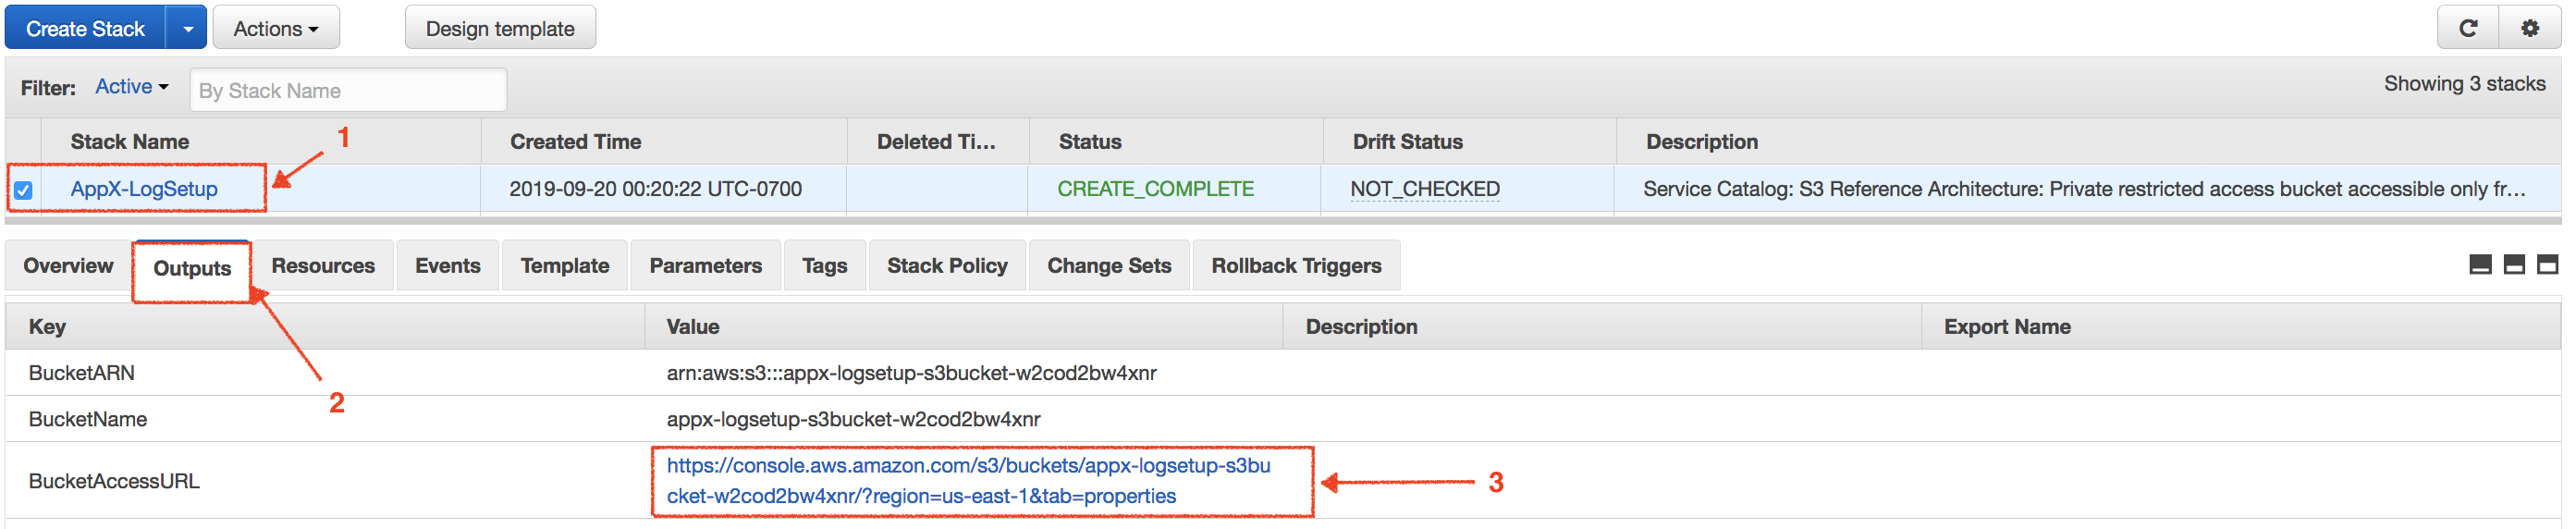 Create Stack Actions Design template
Filter: Active By Stack Name Showing 3 stacks
Stack Name Created Time Deleted Ti... Status Drift Status Description
1
AppX-LogSetup 2019-09-20 00:20:22 UTC-0700 CREATE_COMPLETE NOT_CHECKED Service Catalog: S3 Reference Architecture: Private restricted access bucket accessible only fr...
Overview Outputs Resources Events Template Parameters Tags Stack Policy Change Sets Rollback Triggers
Key Value Description Export Name
BucketARN arn:aws:s3:::appx-logsetup-s3bucket-w2cod2bw4xnr
2
BucketName appx-logsetup-s3bucket-w2cod2bw4xnr
BucketAccessURL https://console.aws.amazon.com/s3/buckets/appx-logsetup-s3bu
cket-w2cod2bw4xnr/?region=us-east-1&tab=properties
3